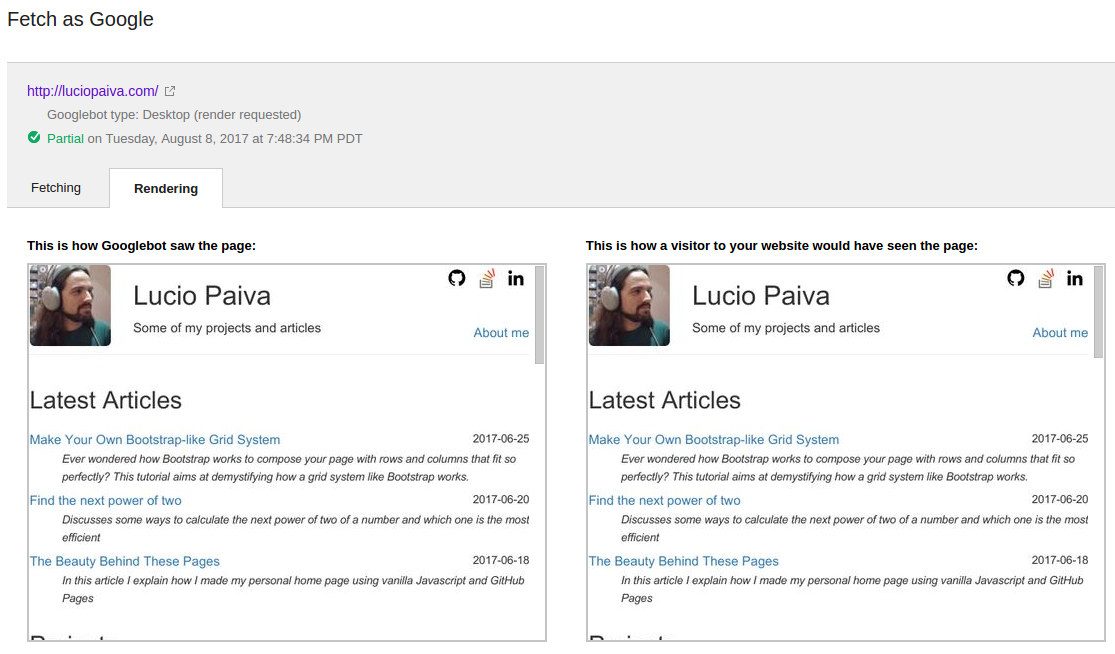 Fetch as Google
http://luciopaiva.com/
Googlebot type: Desktop (render requested)
Partial on Tuesday, August 8, 2017 at 7:48:34 PM PDT
Fetching Rendering
This is how Googlebot saw the page:
Lucio Paiva
Some of my projects and articles
About me
Latest Articles
Make Your Own Bootstrap-like Grid System 2017-06-25
Ever wondered how Bootstrap works to compose your page with rows and columns that fit so
perfectly? This tutorial aims at demystifying how a grid system like Bootstrap works.
Find the next power of two 2017-06-20
Discusses some ways to calculate the next power of two of a number and which one is the most
efficient
The Beauty Behind These Pages 2017-06-18
In this article I explain how I made my personal home page using vanilla Javascript and GitHub
Pages
This is how a visitor to your website would have seen the page:
Lucio Paiva
Some of my projects and articles
About me
Latest Articles
Make Your Own Bootstrap-like Grid System 2017-06-25
Ever wondered how Bootstrap works to compose your page with rows and columns that fit so
perfectly? This tutorial aims at demystifying how a grid system like Bootstrap works.
Find the next power of two 2017-06-20
Discusses some ways to calculate the next power of two of a number and which one is the most
efficient
The Beauty Behind These Pages 2017-06-18
In this article I explain how I made my personal home page using vanilla Javascript and GitHub
Pages